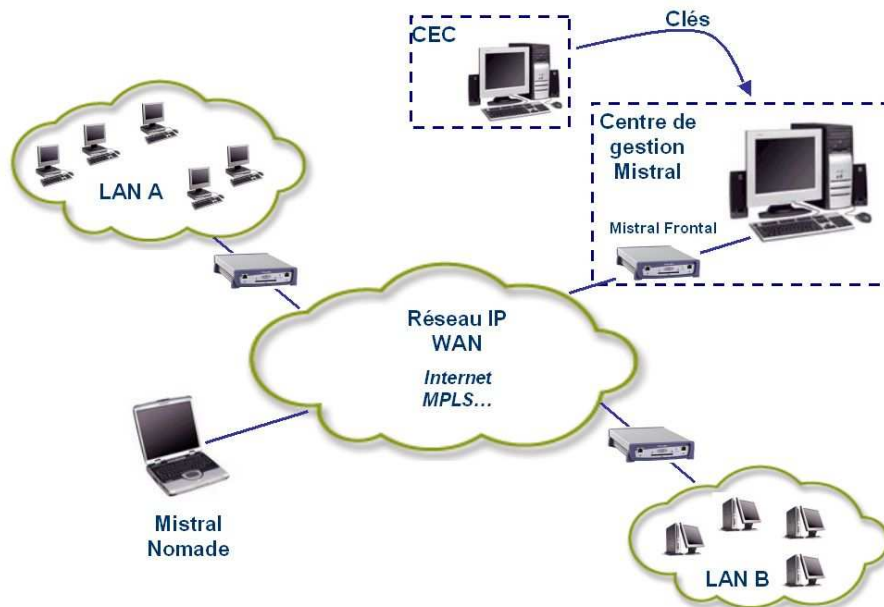 CEC
Clés
Centre de
gestion
Mistral
Mistral Frontal
LAN A
Réseau IP
WAN
Internet
MPLS...
Mistral
Nomade
LAN B